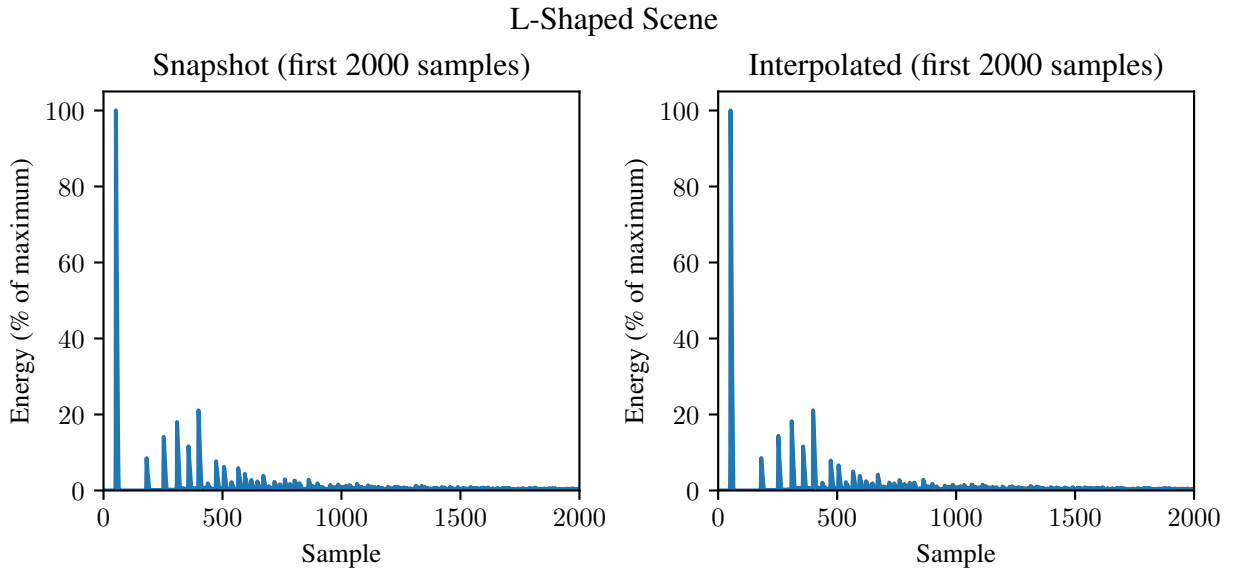 L-Shaped Scene
Snapshot (first 2000 samples)
Energy (% of maximum)
100
80
60
40
20
0
0 500 1000 1500 2000
Sample
Interpolated (first 2000 samples)
Energy (% of maximum)
100
80
60
40
20
0
0 500 1000 1500 2000
Sample